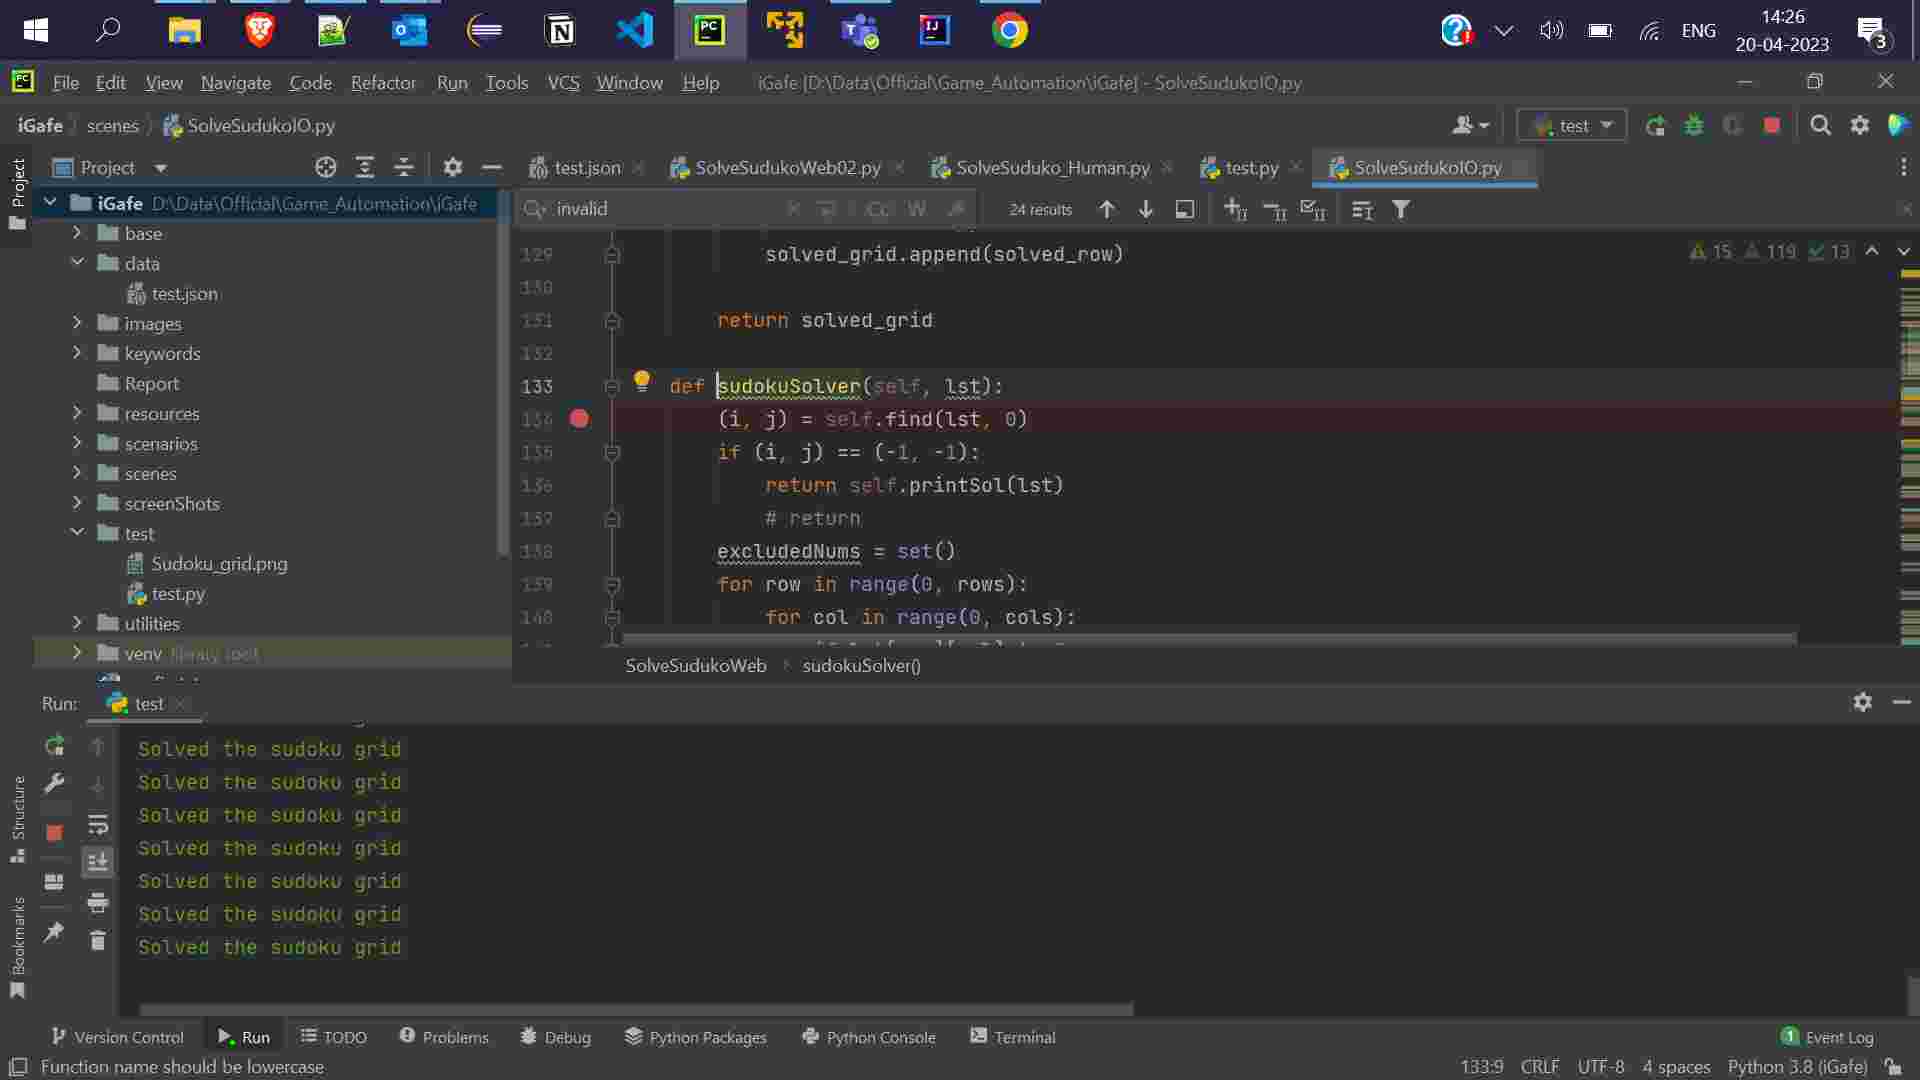 ENG
14:26
20-04-2023
3
PC
File Edit View Navigate Code Refactor Run Tools VCS Window Help iGafe [D:\Data\Official\Game_Automation\iGafe] - SolveSudukoIO.py
iGafe scenes SolveSudukoIO.py
test
Project
test.json SolveSudukoWeb02.py SolveSuduko_Human.py test.py SolveSudukoIO.py
Project
iGafe D:\Data\Official\Game_Automation\iGafe
invalid Cc W 24 results
base
data
test.json
images
keywords
Report
resources
scenarios
scenes
screenShots
test
Sudoku_grid.png
test.py
utilities
venv library root
15 119 13
129 solved_grid.append(solved_row)
130
131 return solved_grid
132
133 def sudokuSolver(self, lst):
134 (i, j) = self.find(lst, 0)
135 if (i, j) == (-1, -1):
136 return self.printSol(lst)
137 # return
138 excludedNums = set()
139 for row in range(0, rows):
140 for col in range(0, cols):
SolveSudukoWeb sudokuSolver()
Run: test
Solved the sudoku grid
Solved the sudoku grid
Solved the sudoku grid
Solved the sudoku grid
Solved the sudoku grid
Solved the sudoku grid
Solved the sudoku grid
Structure
Bookmarks
Version Control Run TODO Problems Debug Python Packages Python Console Terminal 1 Event Log
Function name should be lowercase 133:9 CRLF UTF-8 4 spaces Python 3.8 (iGafe)